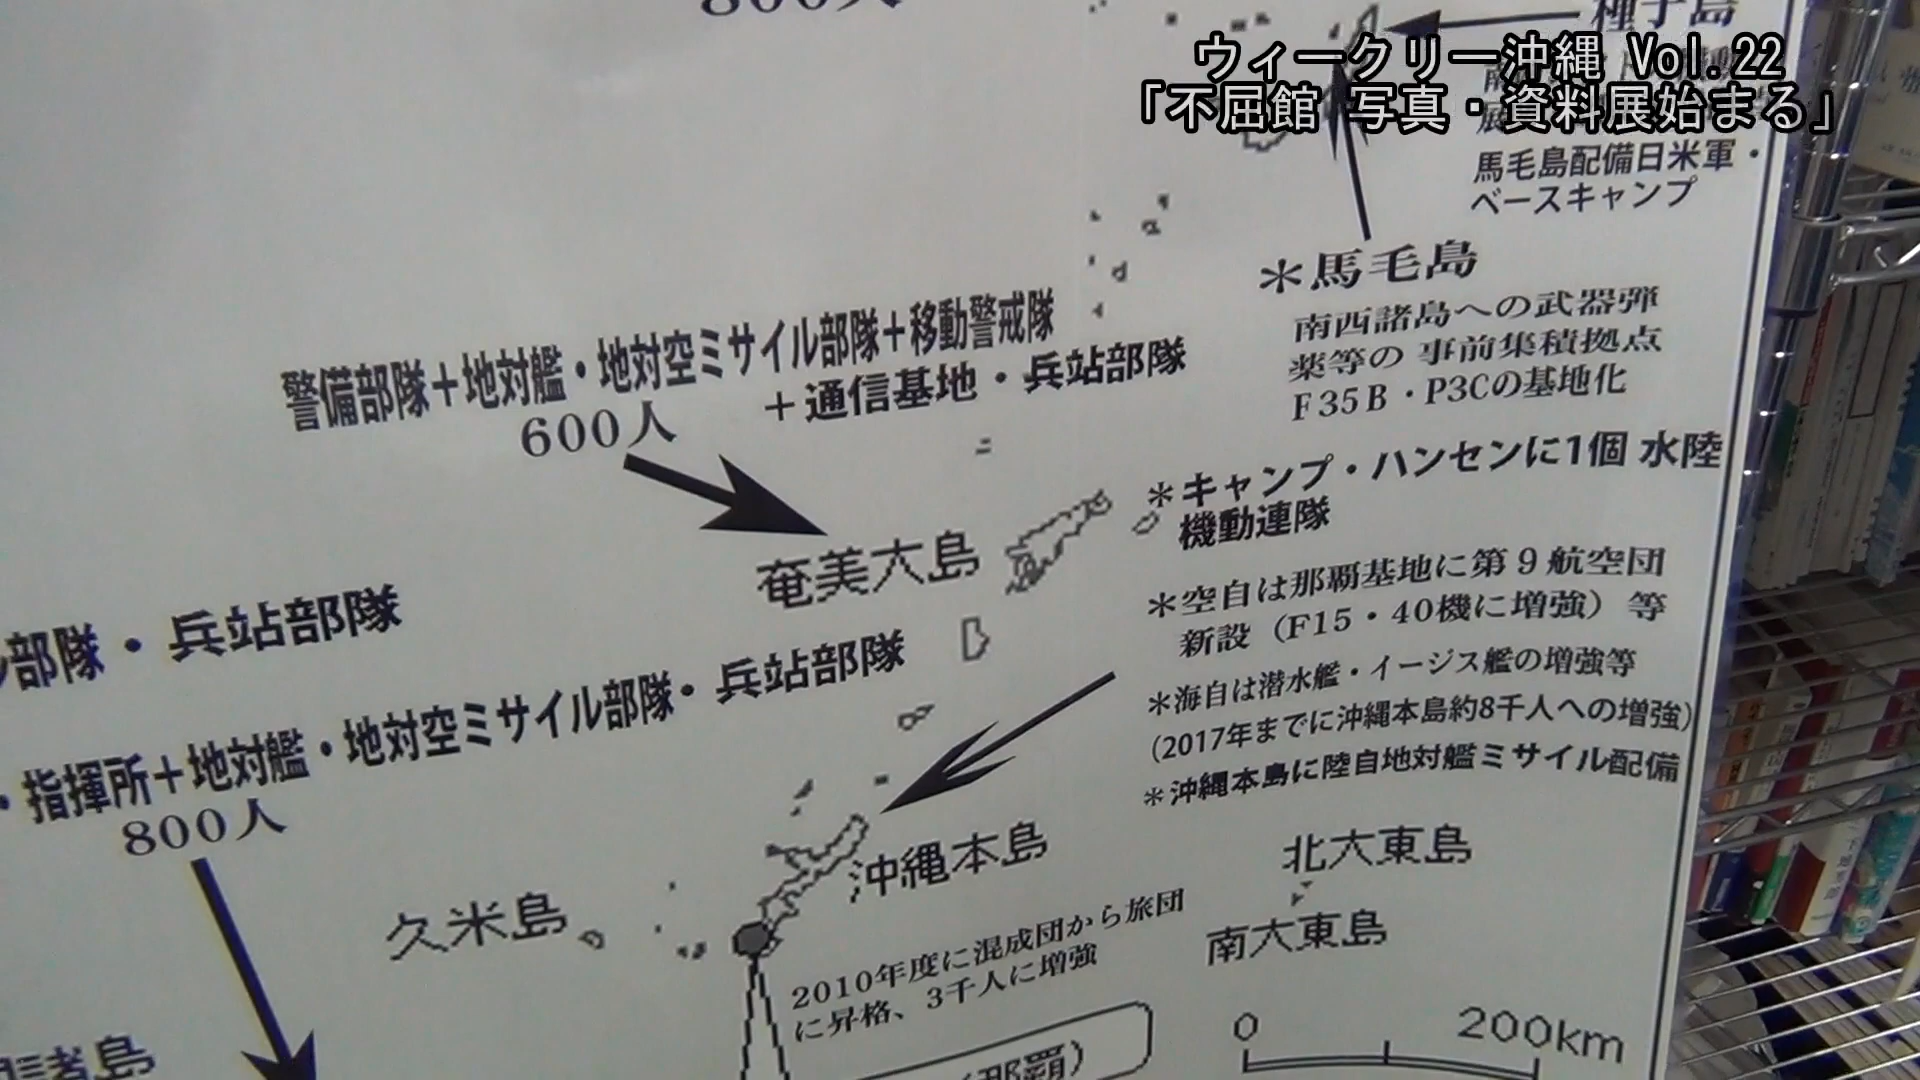 ウィークリー沖縄 Vol.22
「不屈館 写真・資料展始まる」
800人
種子島
馬毛島配備日米軍・
ベースキャンプ
＊馬毛島
南西諸島への武器弾
薬等の 事前集積拠点
F35B・P3Cの基地化
警備部隊＋地対艦・地対空ミサイル部隊＋移動警戒隊
＋通信基地・兵站部隊
600人
＊キャンプ・ハンセンに1個 水陸
機動連隊
奄美大島
＊空自は那覇基地に第9航空団
新設（F15・40機に増強）等
部隊・兵站部隊
＊海自は潜水艦・イージス艦の増強等
（2017年までに沖縄本島約8千人への増強）
・指揮所＋地対艦・地対空ミサイル部隊・兵站部隊
800人
＊沖縄本島に陸自地対艦ミサイル配備
沖縄本島
北大東島
久米島
南大東島
2010年度に混成団から旅団
に昇格、3千人に増強
0 200km
（那覇）